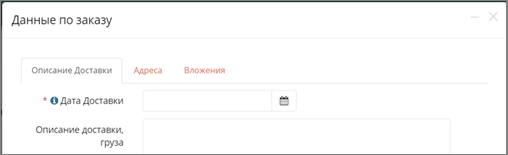 Данные по заказу
Описание Доставки Адреса Вложения
* Дата Доставки
Описание доставки,
груза